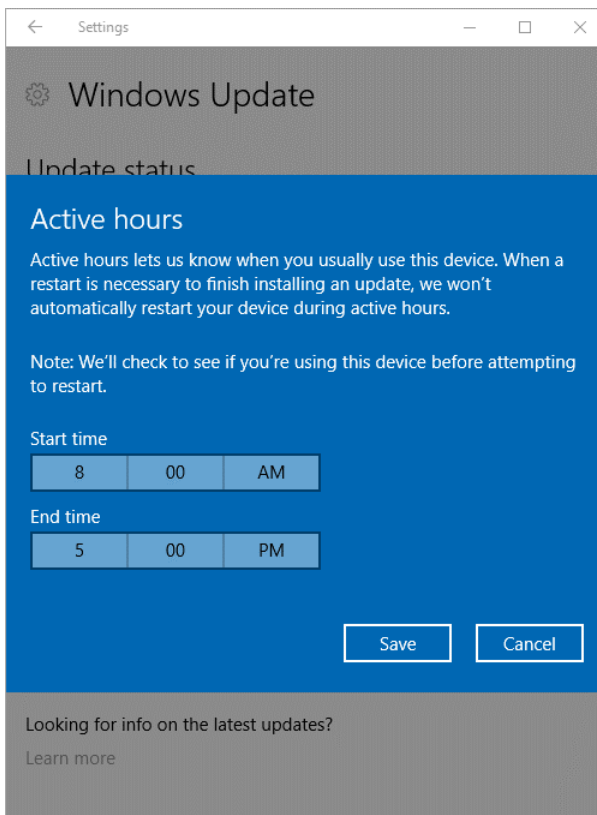 Settings
Windows Update
Update status
Active hours
Active hours lets us know when you usually use this device. When a
restart is necessary to finish installing an update, we won't
automatically restart your device during active hours.
Note: We'll check to see if you're using this device before attempting
to restart.
Start time
8 00 AM
End time
5 00 PM
Save Cancel
Looking for info on the latest updates?
Learn more